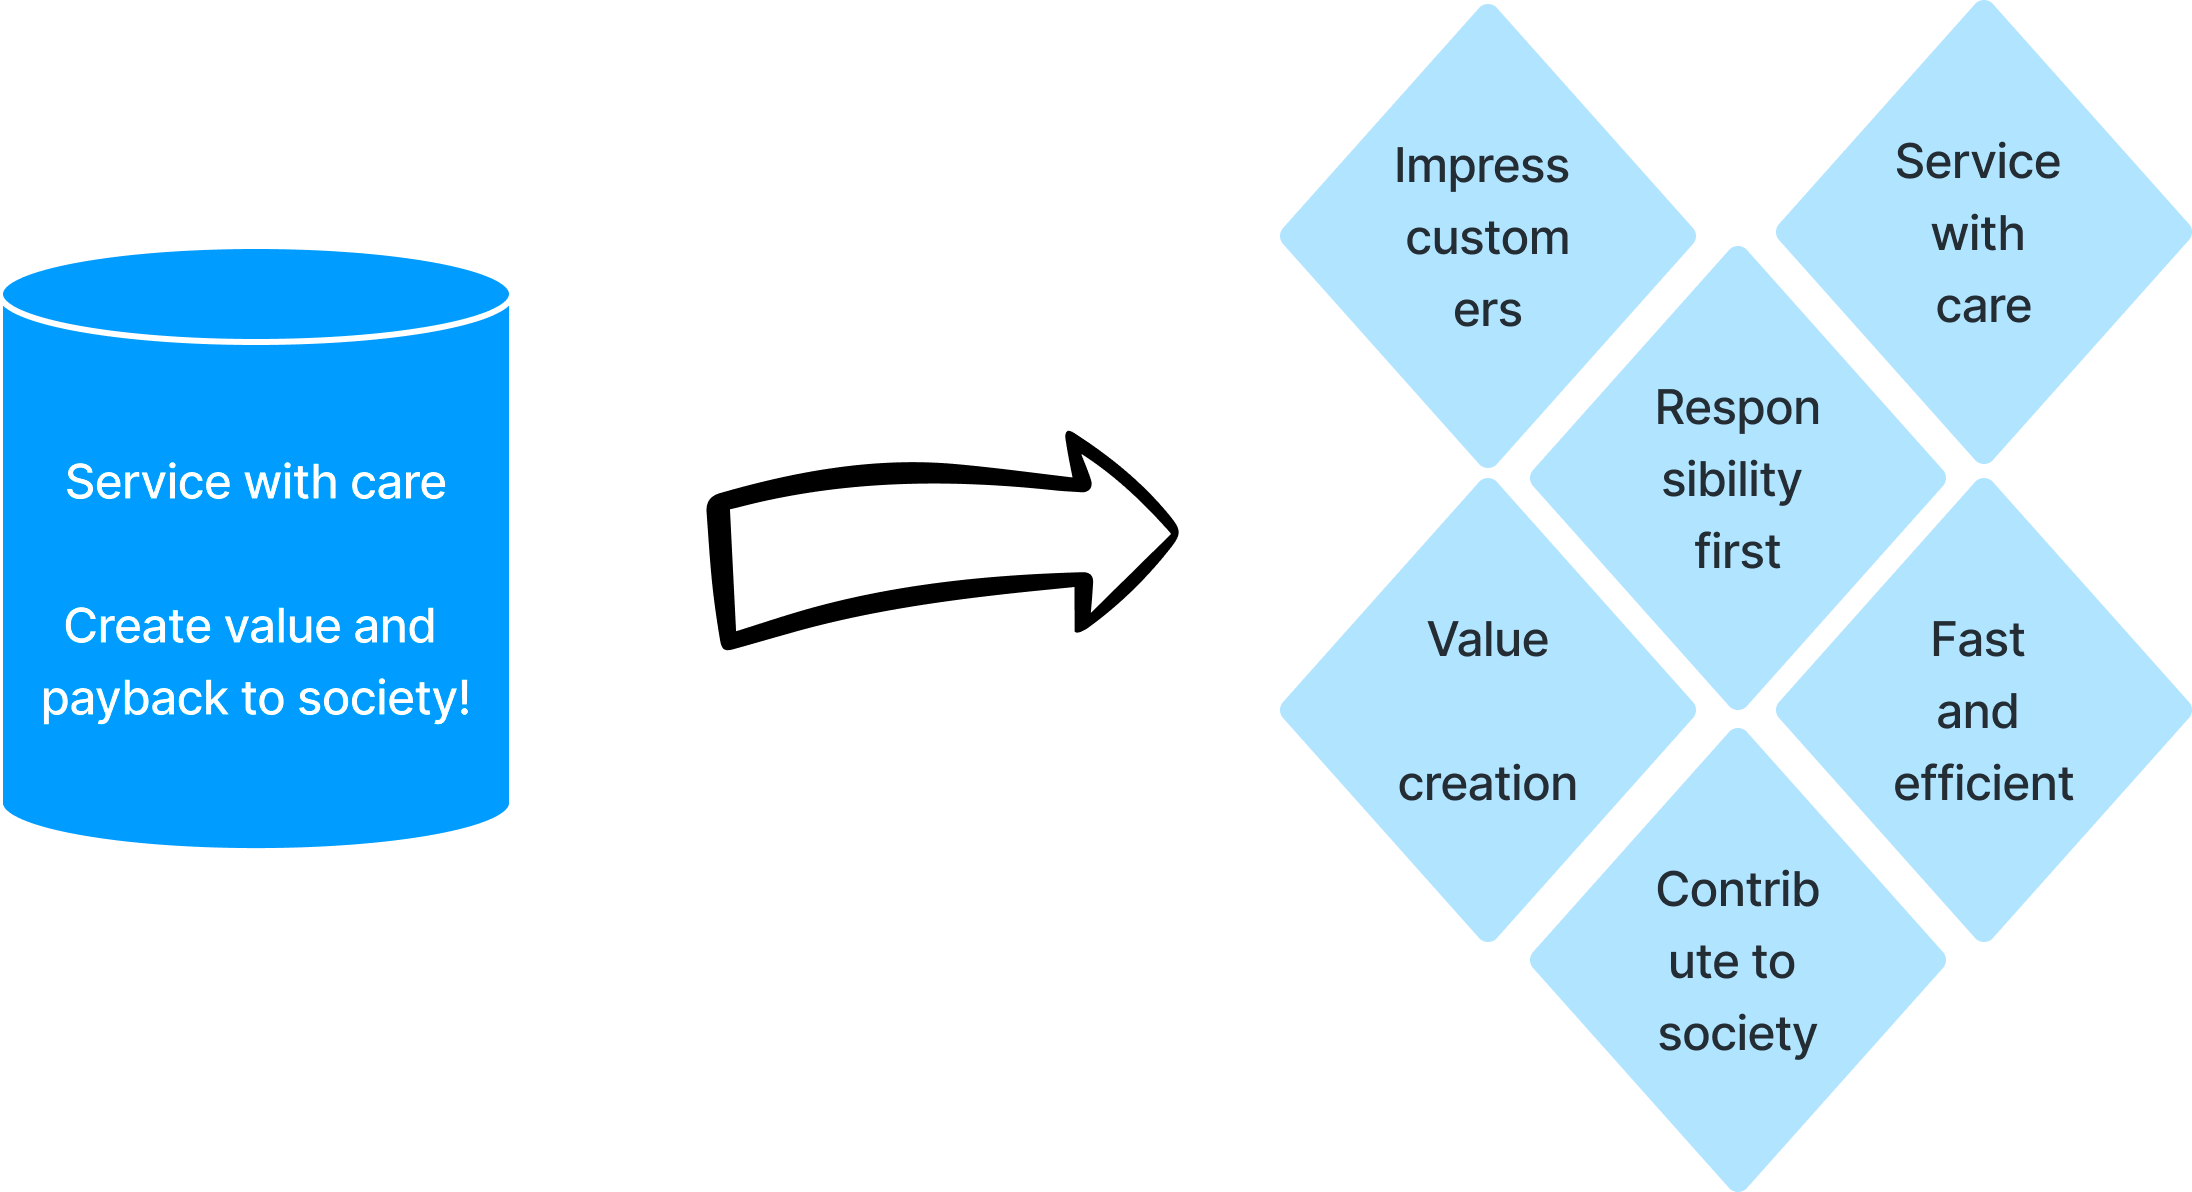 Service with care
Create value and
payback to society!
Impress
custom
ers
Service
with
care
Respon
sibility
first
Value
creation
Fast
and
efficient
Contrib
ute to
society